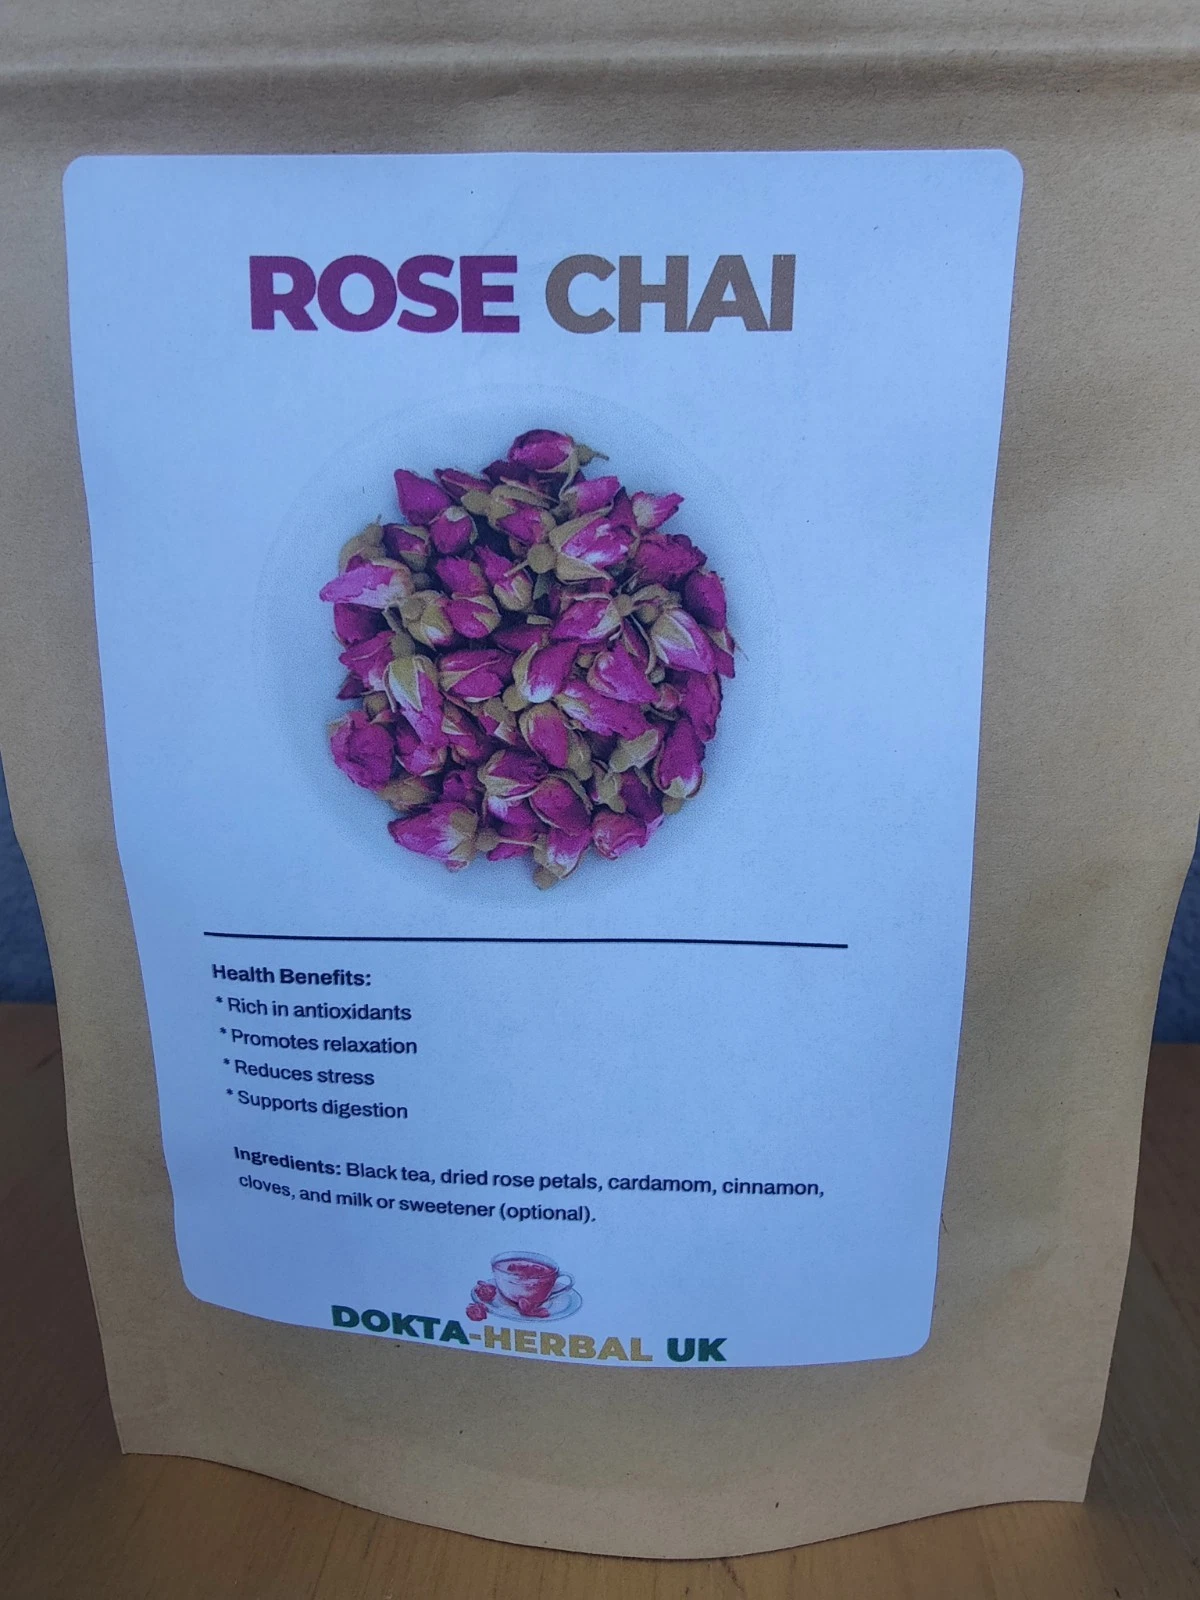 ROSE CHAI
Health Benefits:
* Rich in antioxidants
* Promotes relaxation
* Reduces stress
* Supports digestion
Ingredients: Black tea, dried rose petals, cardamom, cinnamon,
cloves, and milk or sweetener (optional).
DOKTA-HERBAL UK